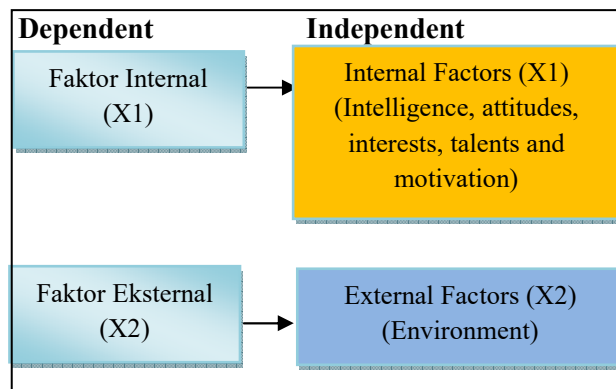 Dependent
Independent
Faktor Internal
(X1)
Internal Factors (X1)
(Intelligence, attitudes,
interests, talents and
motivation)
Faktor Eksternal
(X2)
External Factors (X2)
(Environment)